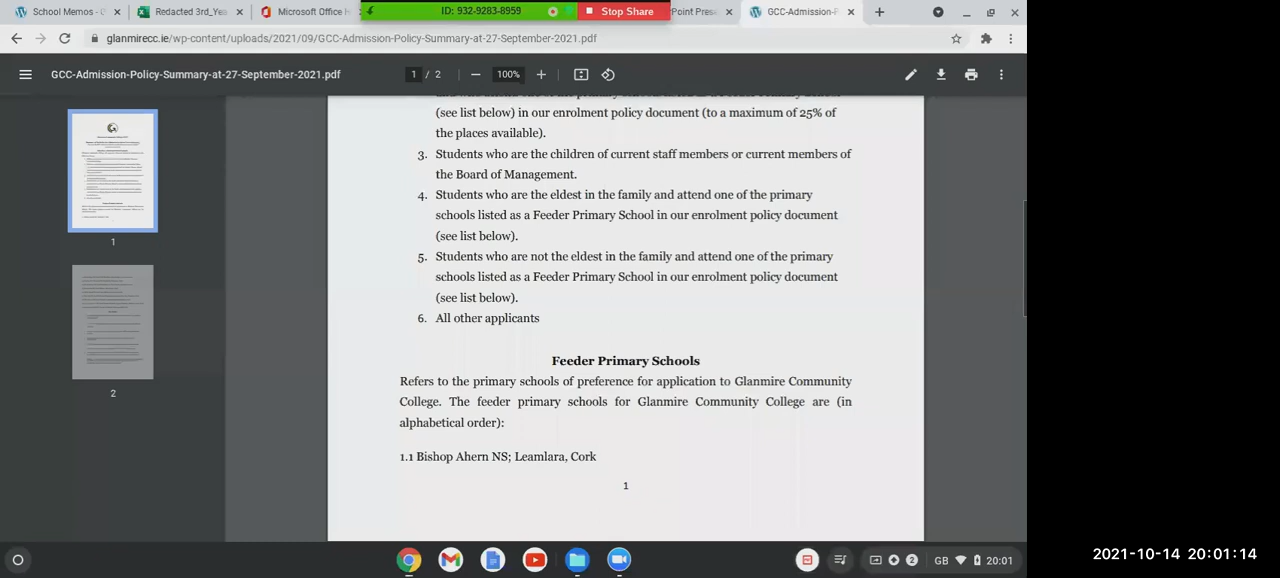 School Memos - G
Redacted 3rd_Yea
Microsoft Office H
ID: 932-9283-8959
Stop Share
Point Prese
GCC-Admission-P
glanmirecc.ie/wp-content/uploads/2021/09/GCC-Admission-Policy-Summary-at-27-September-2021.pdf
GCC-Admission-Policy-Summary-at-27-September-2021.pdf
1 / 2
100%
(see list below) in our enrolment policy document (to a maximum of 25% of
the places available).
3. Students who are the children of current staff members or current members of
the Board of Management.
4. Students who are the eldest in the family and attend one of the primary
schools listed as a Feeder Primary School in our enrolment policy document
(see list below).
5. Students who are not the eldest in the family and attend one of the primary
schools listed as a Feeder Primary School in our enrolment policy document
(see list below).
6. All other applicants
Feeder Primary Schools
Refers to the primary schools of preference for application to Glanmire Community
College. The feeder primary schools for Glanmire Community College are (in
alphabetical order):
1.1 Bishop Ahern NS; Leamlara, Cork
1
1
2
2
GB
20:01
2021-10-14 20:01:14